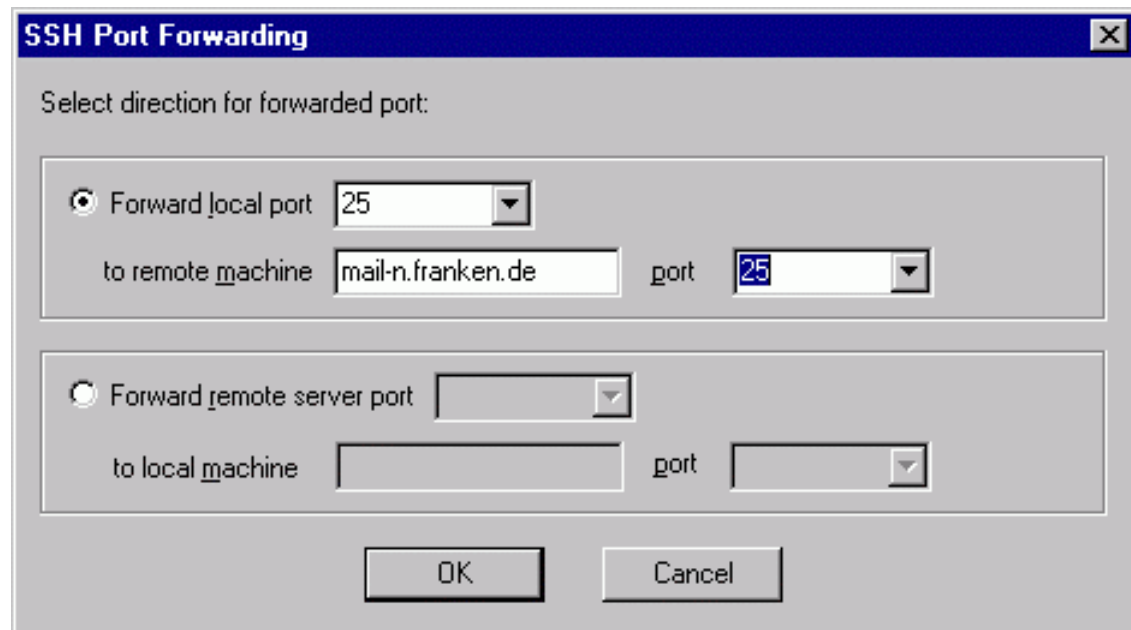 SSH Port Forwarding
Select direction for forwarded port:
Forward local port 25
to remote machine mail-n.franken.de port 25
Forward remote server port
to local machine port
OK Cancel